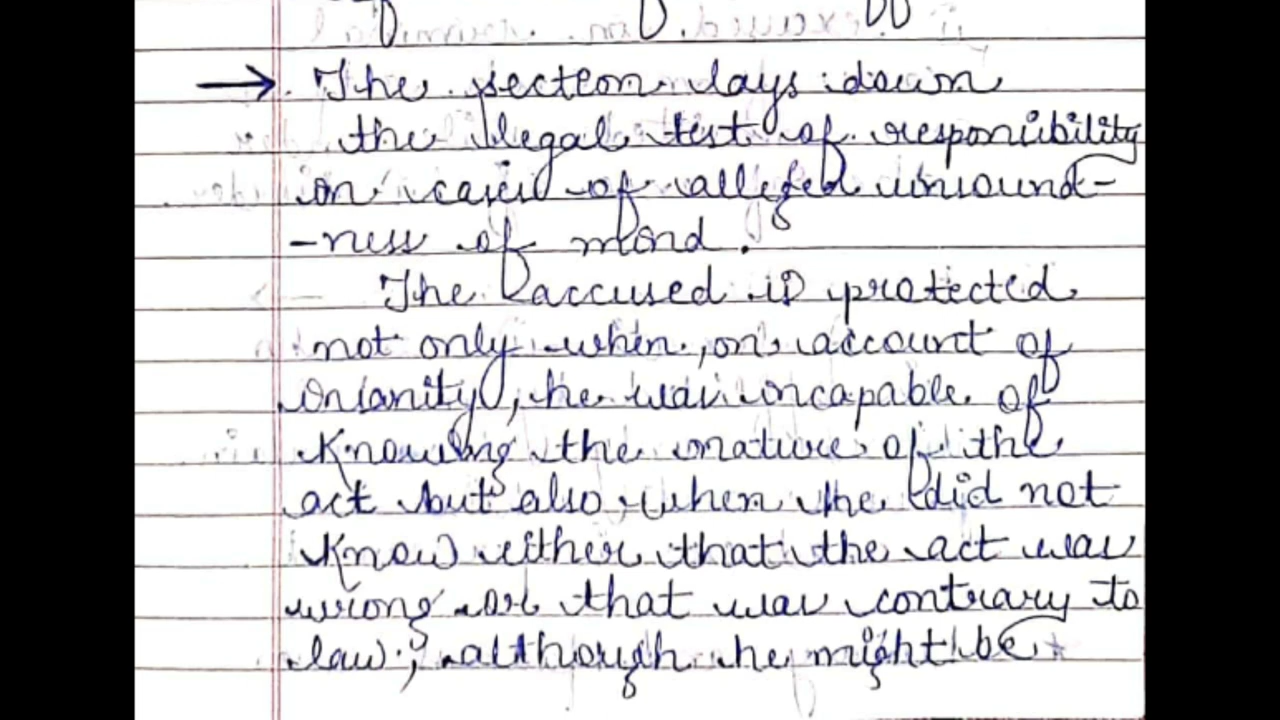 → The section lays down
the legal test of responsibility
in cases of alleged unsound-
-ness of mind.
The accused is protected
not only when, on account of
insanity, he was incapable of
knowing the nature of the
act but also, when he did not
know either that the act was
wrong or that was contrary to
law; although he might be